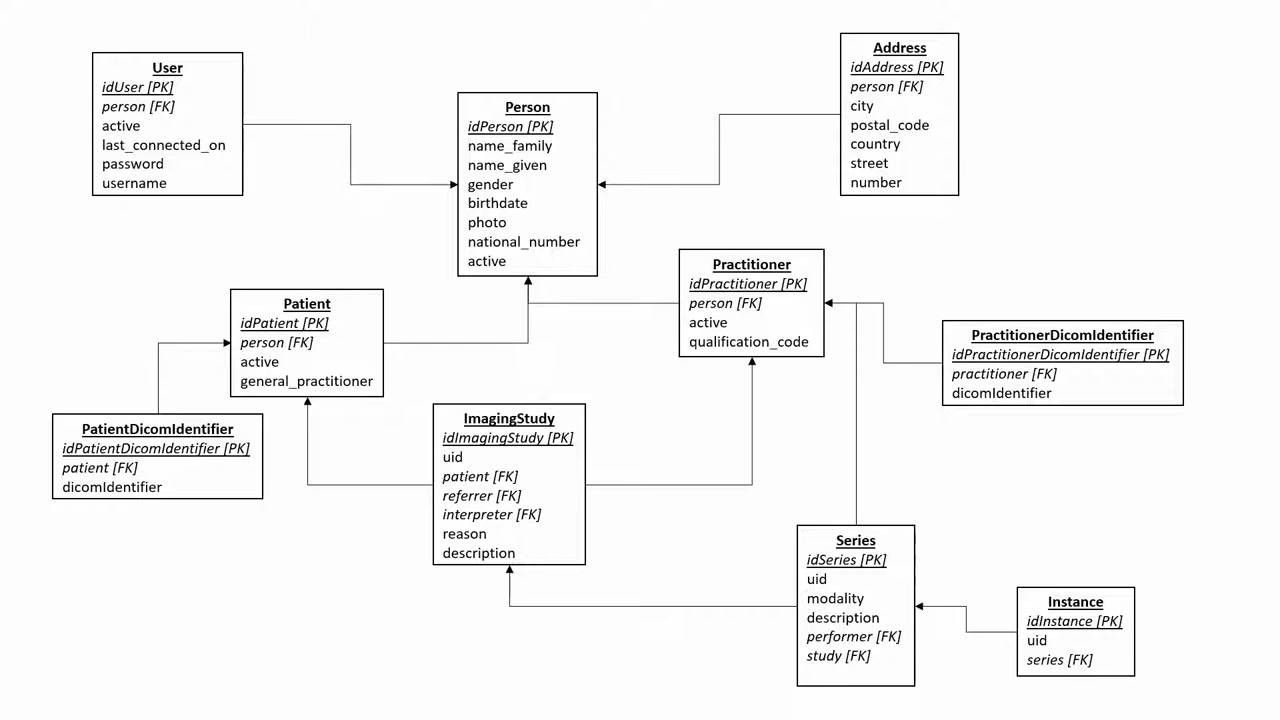 User
idUser [PK]
person [FK]
active
last_connected_on
password
username
Person
idPerson [PK]
name_family
name_given
gender
birthdate
photo
national_number
active
Address
idAddress [PK]
person [FK]
city
postal_code
country
street
number
Patient
idPatient [PK]
person [FK]
active
general_practitioner
Practitioner
idPractitioner [PK]
person [FK]
active
qualification_code
PractitionerDicomIdentifier
idPractitionerDicomIdentifier [PK]
practitioner [FK]
dicomIdentifier
PatientDicomIdentifier
idPatientDicomIdentifier [PK]
patient [FK]
dicomIdentifier
ImagingStudy
idImagingStudy [PK]
uid
patient [FK]
referrer [FK]
interpreter [FK]
reason
description
Series
idSeries [PK]
uid
modality
description
performer [FK]
study [FK]
Instance
idInstance [PK]
uid
series [FK]